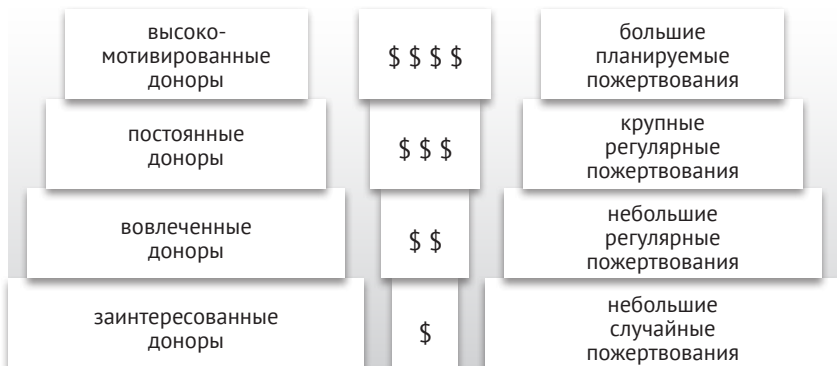 высоко-
мотивированные
доноры
$ $ $ $
большие
планируемые
пожертвования
постоянные
доноры
$ $ $
крупные
регулярные
пожертвования
вовлеченные
доноры
$ $
небольшие
регулярные
пожертвования
заинтересованные
доноры
$
небольшие
случайные
пожертвования